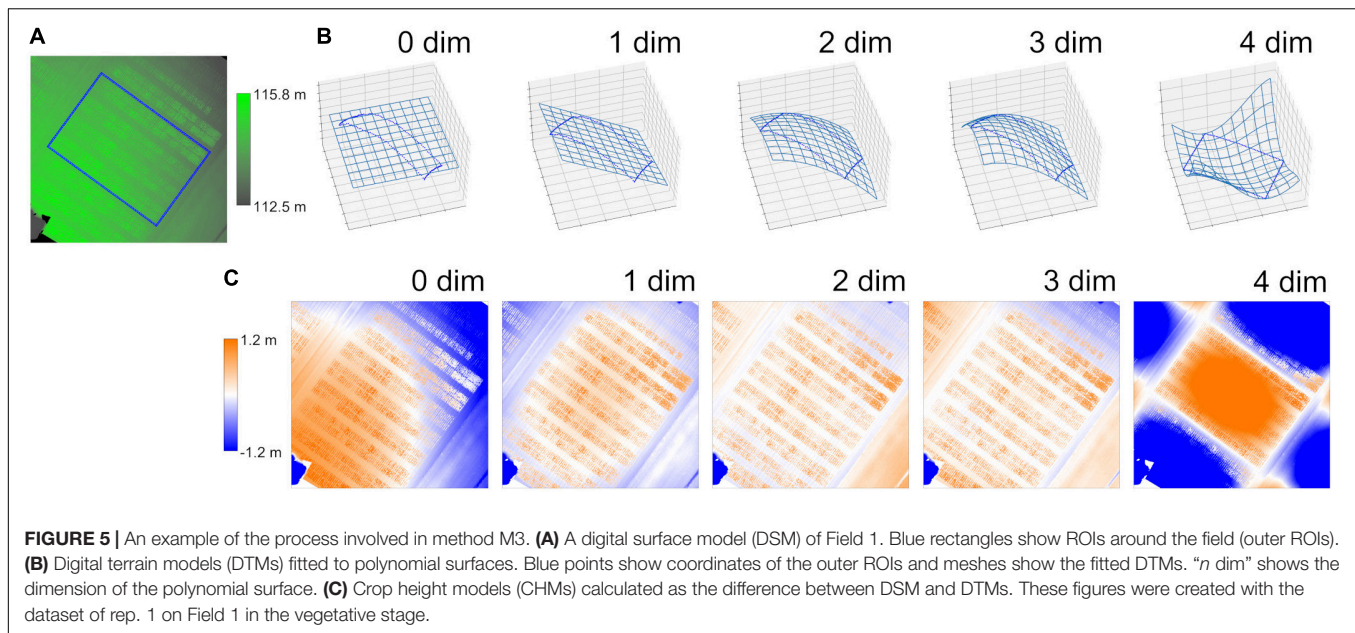 A
115.8 m
112.5 m
B
0 dim
1 dim
2 dim
3 dim
4 dim
C
0 dim
1 dim
2 dim
3 dim
4 dim
1.2 m
-1.2 m
FIGURE 5 | An example of the process involved in method M3. (A) A digital surface model (DSM) of Field 1. Blue rectangles show ROIs around the field (outer ROIs).
(B) Digital terrain models (DTMs) fitted to polynomial surfaces. Blue points show coordinates of the outer ROIs and meshes show the fitted DTMs. “n dim” shows the
dimension of the polynomial surface. (C) Crop height models (CHMs) calculated as the difference between DSM and DTMs. These figures were created with the
dataset of rep. 1 on Field 1 in the vegetative stage.